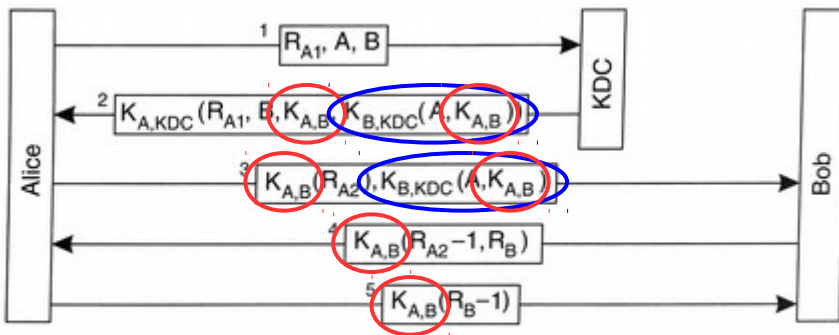 1 R_A1, A, B
KDC
2 K_A,KDC(R_A1, B,K_A,B, K_B,KDC(A,K_A,B))
Alice
3 K_A,B(R_A2),K_B,KDC(A,K_A,B)
Bob
4 K_A,B(R_A2−1,R_B)
5 K_A,B(R_B−1)